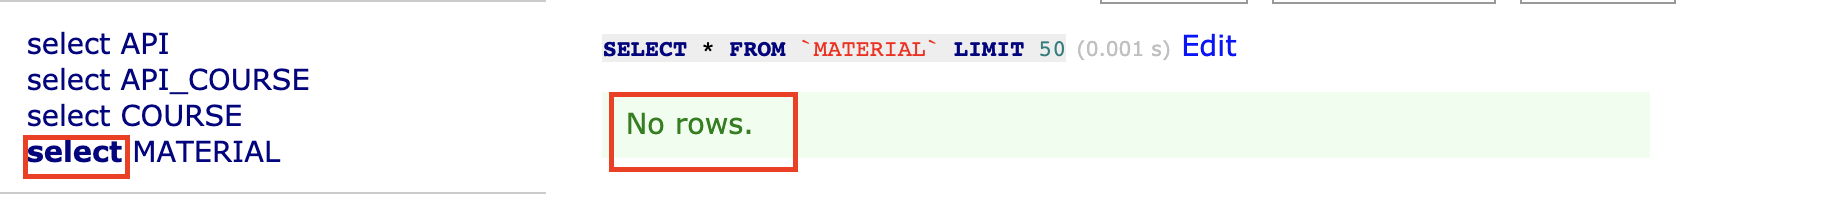 select API
select API_COURSE
select COURSE
select MATERIAL
SELECT * FROM `MATERIAL` LIMIT 50 (0.001 s) Edit
No rows.